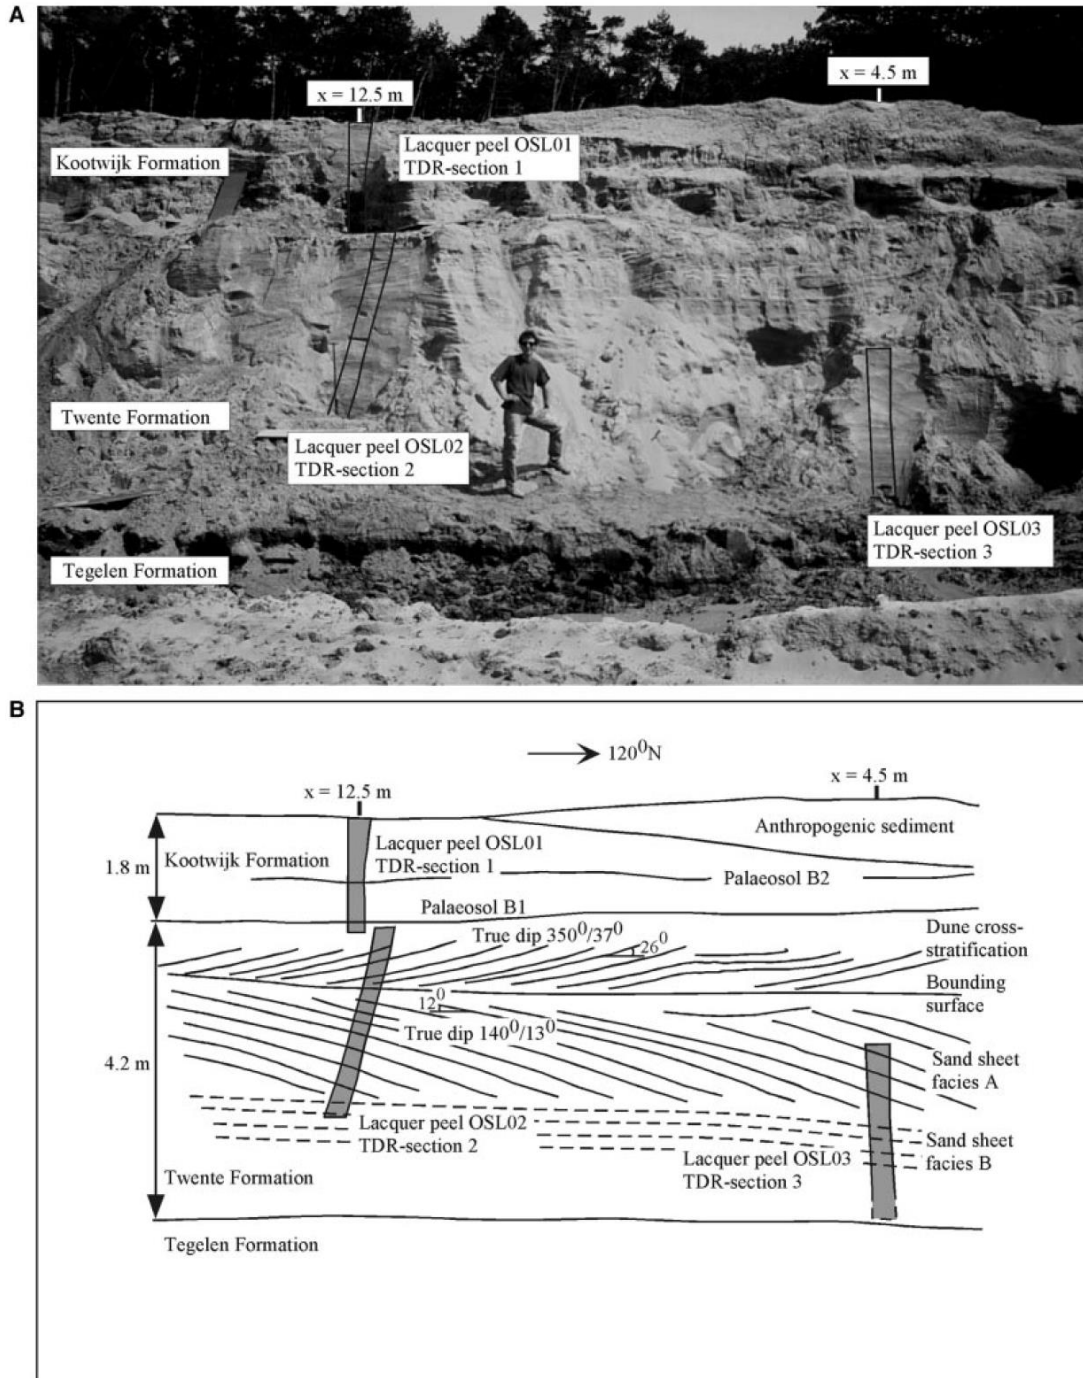 A
x = 12.5 m
x = 4.5 m
Kootwijk Formation
Lacquer peel OSL01
TDR-section 1
Twente Formation
Lacquer peel OSL02
TDR-section 2
Lacquer peel OSL03
TDR-section 3
Tegelen Formation
B
120⁰N
x = 12.5 m
x = 4.5 m
Anthropogenic sediment
1.8 m
Kootwijk Formation
Lacquer peel OSL01
TDR-section 1
Palaeosol B2
Palaeosol B1
True dip 350⁰/37⁰
26⁰
Dune cross-
stratification
Bounding
surface
12⁰
True dip 140⁰/13⁰
4.2 m
Sand sheet
facies A
Lacquer peel OSL02
TDR-section 2
Sand sheet
facies B
Lacquer peel OSL03
TDR-section 3
Twente Formation
Tegelen Formation